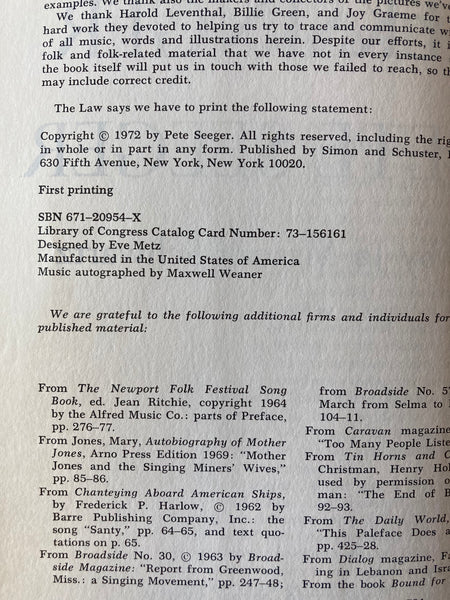 examples. We thank also the makers and collectors of the pictures we've
We thank Harold Leventhal, Billie Green, and Joy Graeme for t
hard work they devoted to helping us try to trace and communicate w
of all music, words and illustrations herein. Despite our efforts, it i
folk and folk-related material that we have not in every instance
the book itself will put us in touch with those we failed to reach, so th
may include correct credit.
The Law says we have to print the following statement:
Copyright © 1972 by Pete Seeger. All rights reserved, including the rig
in whole or in part in any form. Published by Simon and Schuster, I
630 Fifth Avenue, New York, New York 10020.
First printing
SBN 671-20954-X
Library of Congress Catalog Card Number: 73-156161
Designed by Eve Metz
Manufactured in the United States of America
Music autographed by Maxwell Weaner
We are grateful to the following additional firms and individuals for
published material:
From The Newport Folk Festival Song
Book, ed. Jean Ritchie, copyright 1964
by the Alfred Music Co.: parts of Preface,
pp. 276–77.
From Jones, Mary, Autobiography of Mother
Jones, Arno Press Edition 1969: "Mother
Jones and the Singing Miners' Wives,"
pp. 85–86.
From Chanteying Aboard American Ships,
by Frederick P. Harlow, © 1962 by
Barre Publishing Company, Inc.: the
song "Santy," pp. 64–65, and text quo-
tations on p. 65.
From Broadside No. 30, © 1963 by Broad-
side Magazine: "Report from Greenwood,
Miss.: a Singing Movement," pp. 247–48;
from Broadside No. 57
March from Selma to
104–11.
From Caravan magazine
"Too Many People Liste
From Tin Horns and C
Christman, Henry Hol
used by permission o
man: "The End of B
92–93.
From The Daily World,
"This Paleface Does a
pp. 425–28.
From Dialog magazine, Fa
ing in Lebanon and Isra
From the book Bound for